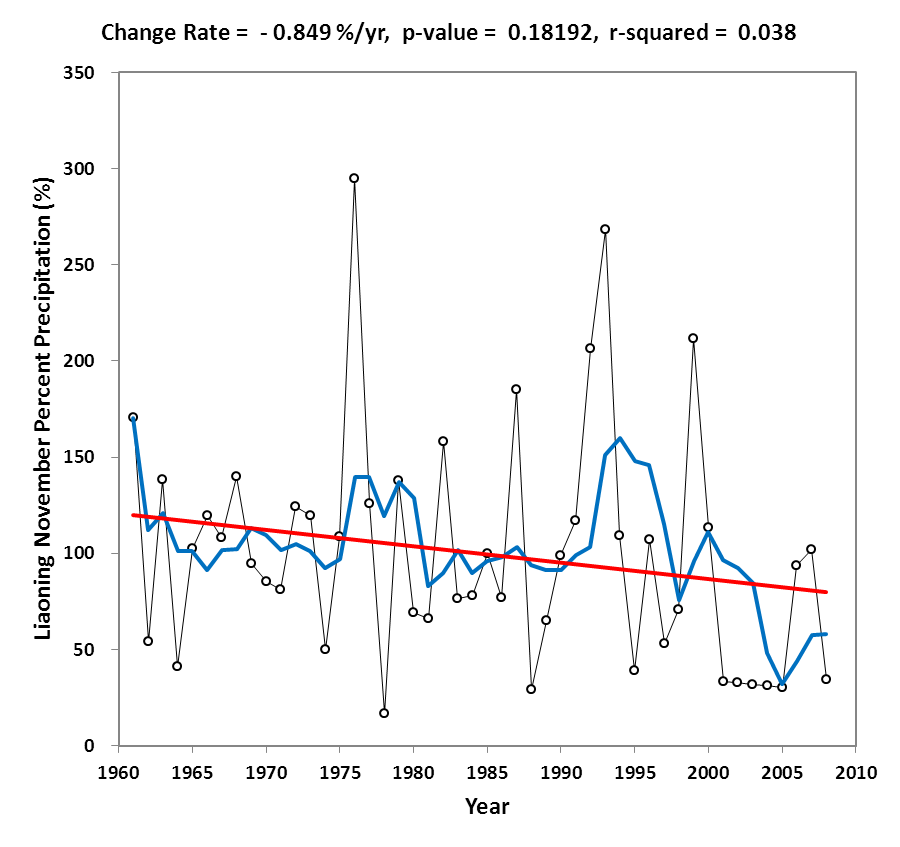 Change Rate = - 0.849 %/yr, p-value = 0.18192, r-squared = 0.038
350
300
250
200
150
100
50
0
Liaoning November Percent Precipitation (%)
1960 1965 1970 1975 1980 1985 1990 1995 2000 2005 2010
Year